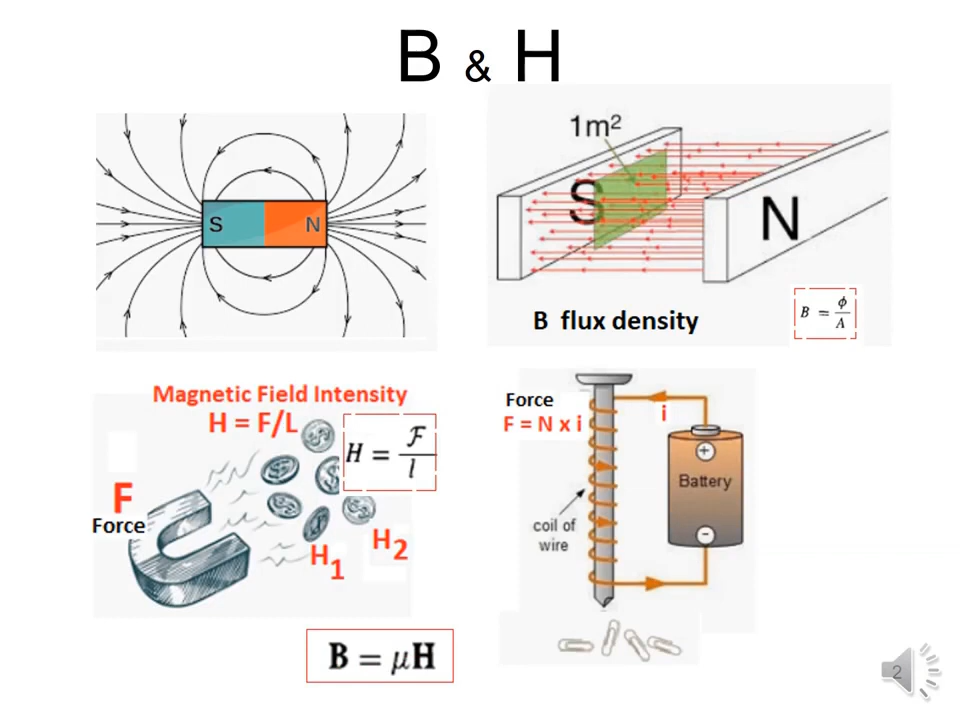 B & H
S N
1m²
S
N
B flux density
B = ϕ/A
Magnetic Field Intensity
H = F/L
H = ℱ/l
F
Force
H₁
H₂
Force
F = N x i
i
+
Battery
−
coil of
wire
B = μH
2